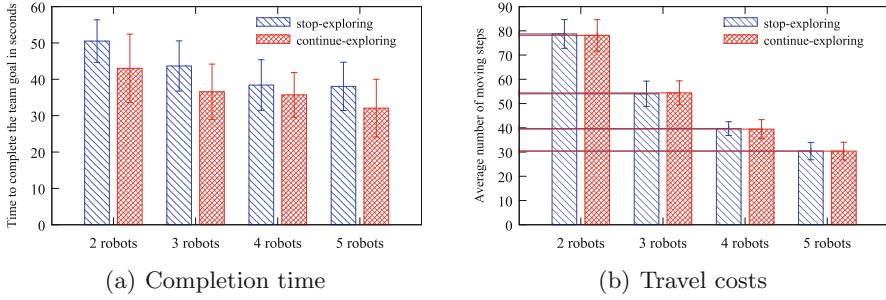 Time to complete the team goal in seconds
60
50
40
30
20
10
0
stop-exploring
continue-exploring
2 robots 3 robots 4 robots 5 robots
(a) Completion time
Average number of moving steps
90
80
70
60
50
40
30
20
10
0
stop-exploring
continue-exploring
2 robots 3 robots 4 robots 5 robots
(b) Travel costs